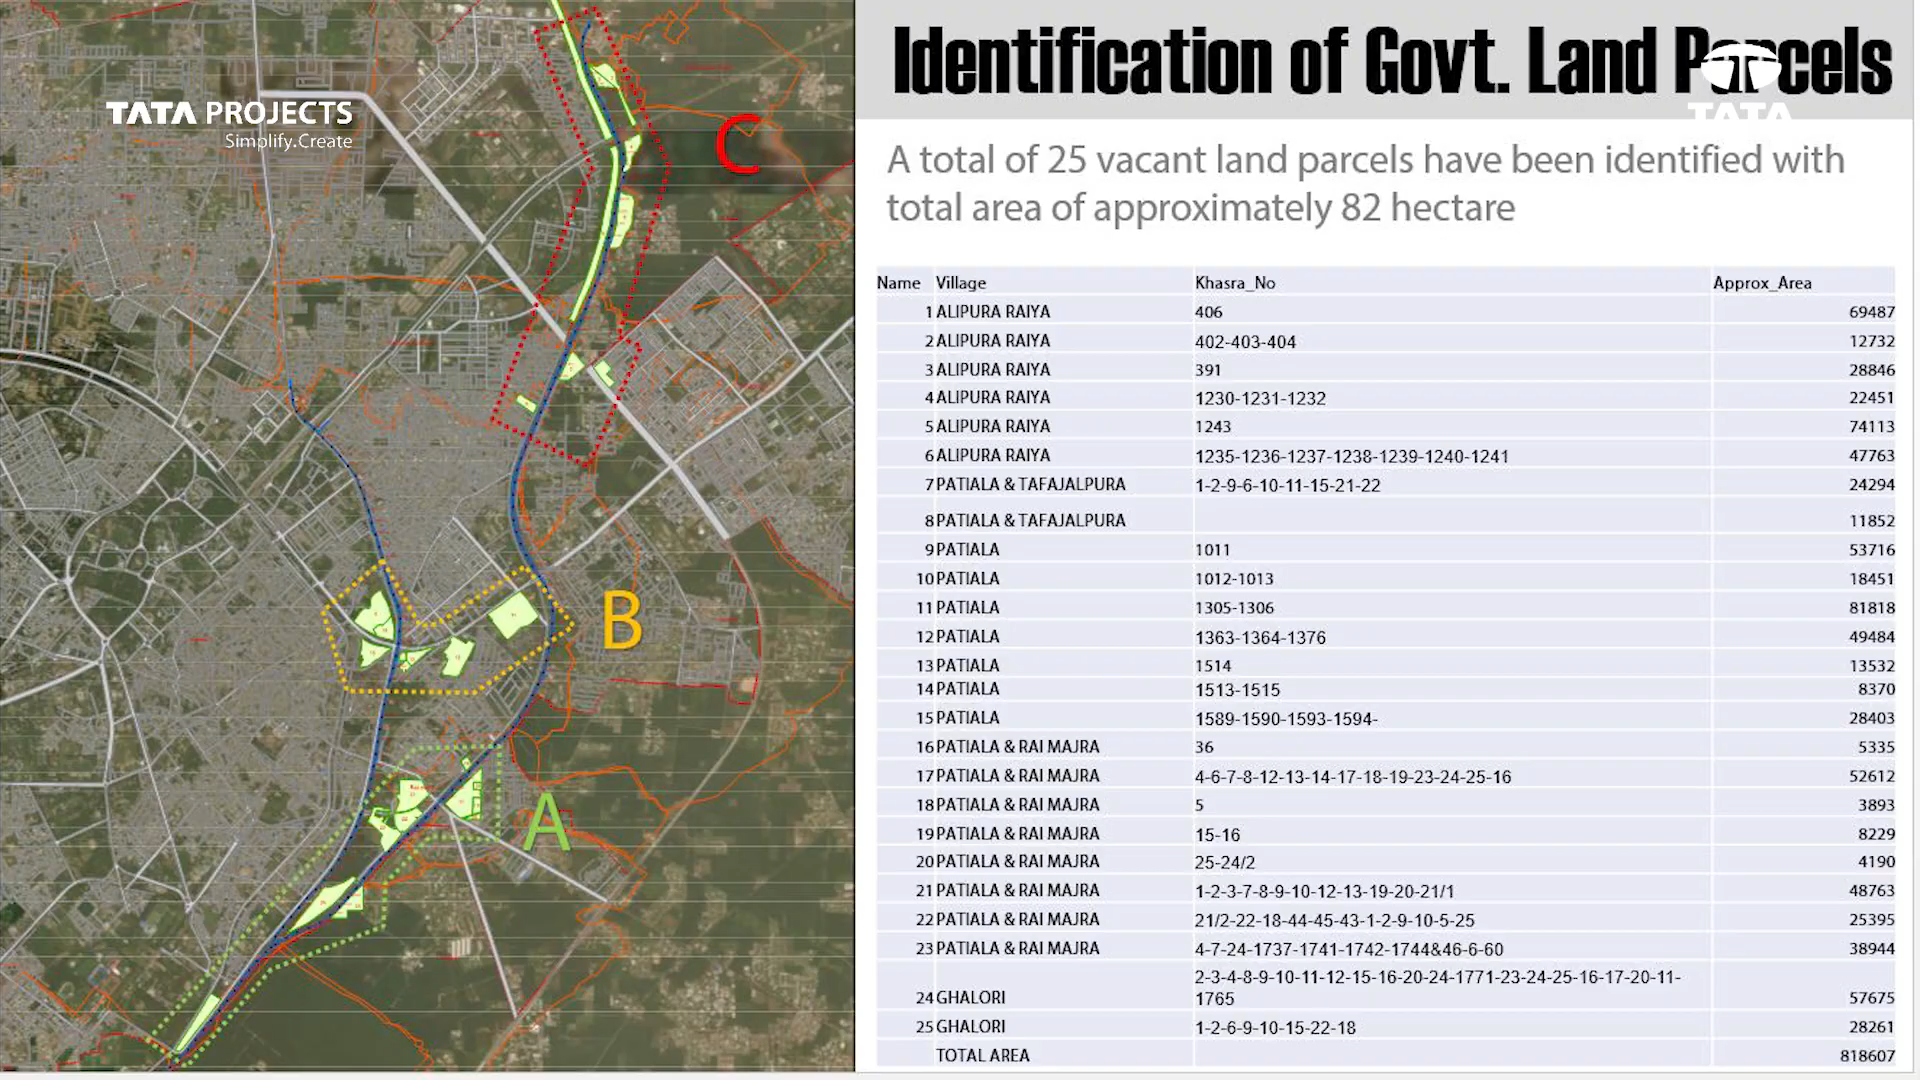 TATA PROJECTS
Simplify.Create
C
B
A
Identification of Govt. Land Parcels
TATA
A total of 25 vacant land parcels have been identified with
total area of approximately 82 hectare
Name Village Khasra_No Approx_Area
1 ALIPURA RAIYA 406 69487
2 ALIPURA RAIYA 402-403-404 12732
3 ALIPURA RAIYA 391 28846
4 ALIPURA RAIYA 1230-1231-1232 22451
5 ALIPURA RAIYA 1243 74113
6 ALIPURA RAIYA 1235-1236-1237-1238-1239-1240-1241 47763
7 PATIALA & TAFAJALPURA 1-2-9-6-10-11-15-21-22 24294
8 PATIALA & TAFAJALPURA 11852
9 PATIALA 1011 53716
10 PATIALA 1012-1013 18451
11 PATIALA 1305-1306 81818
12 PATIALA 1363-1364-1376 49484
13 PATIALA 1514 13532
14 PATIALA 1513-1515 8370
15 PATIALA 1589-1590-1593-1594- 28403
16 PATIALA & RAI MAJRA 36 5335
17 PATIALA & RAI MAJRA 4-6-7-8-12-13-14-17-18-19-23-24-25-16 52612
18 PATIALA & RAI MAJRA 5 3893
19 PATIALA & RAI MAJRA 15-16 8229
20 PATIALA & RAI MAJRA 25-24/2 4190
21 PATIALA & RAI MAJRA 1-2-3-7-8-9-10-12-13-19-20-21/1 48763
22 PATIALA & RAI MAJRA 21/2-22-18-44-45-43-1-2-9-10-5-25 25395
23 PATIALA & RAI MAJRA 4-7-24-1737-1741-1742-1744&46-6-60 38944
2-3-4-8-9-10-11-12-15-16-20-24-1771-23-24-25-16-17-20-11-
24 GHALORI 1765 57675
25 GHALORI 1-2-6-9-10-15-22-18 28261
TOTAL AREA 818607